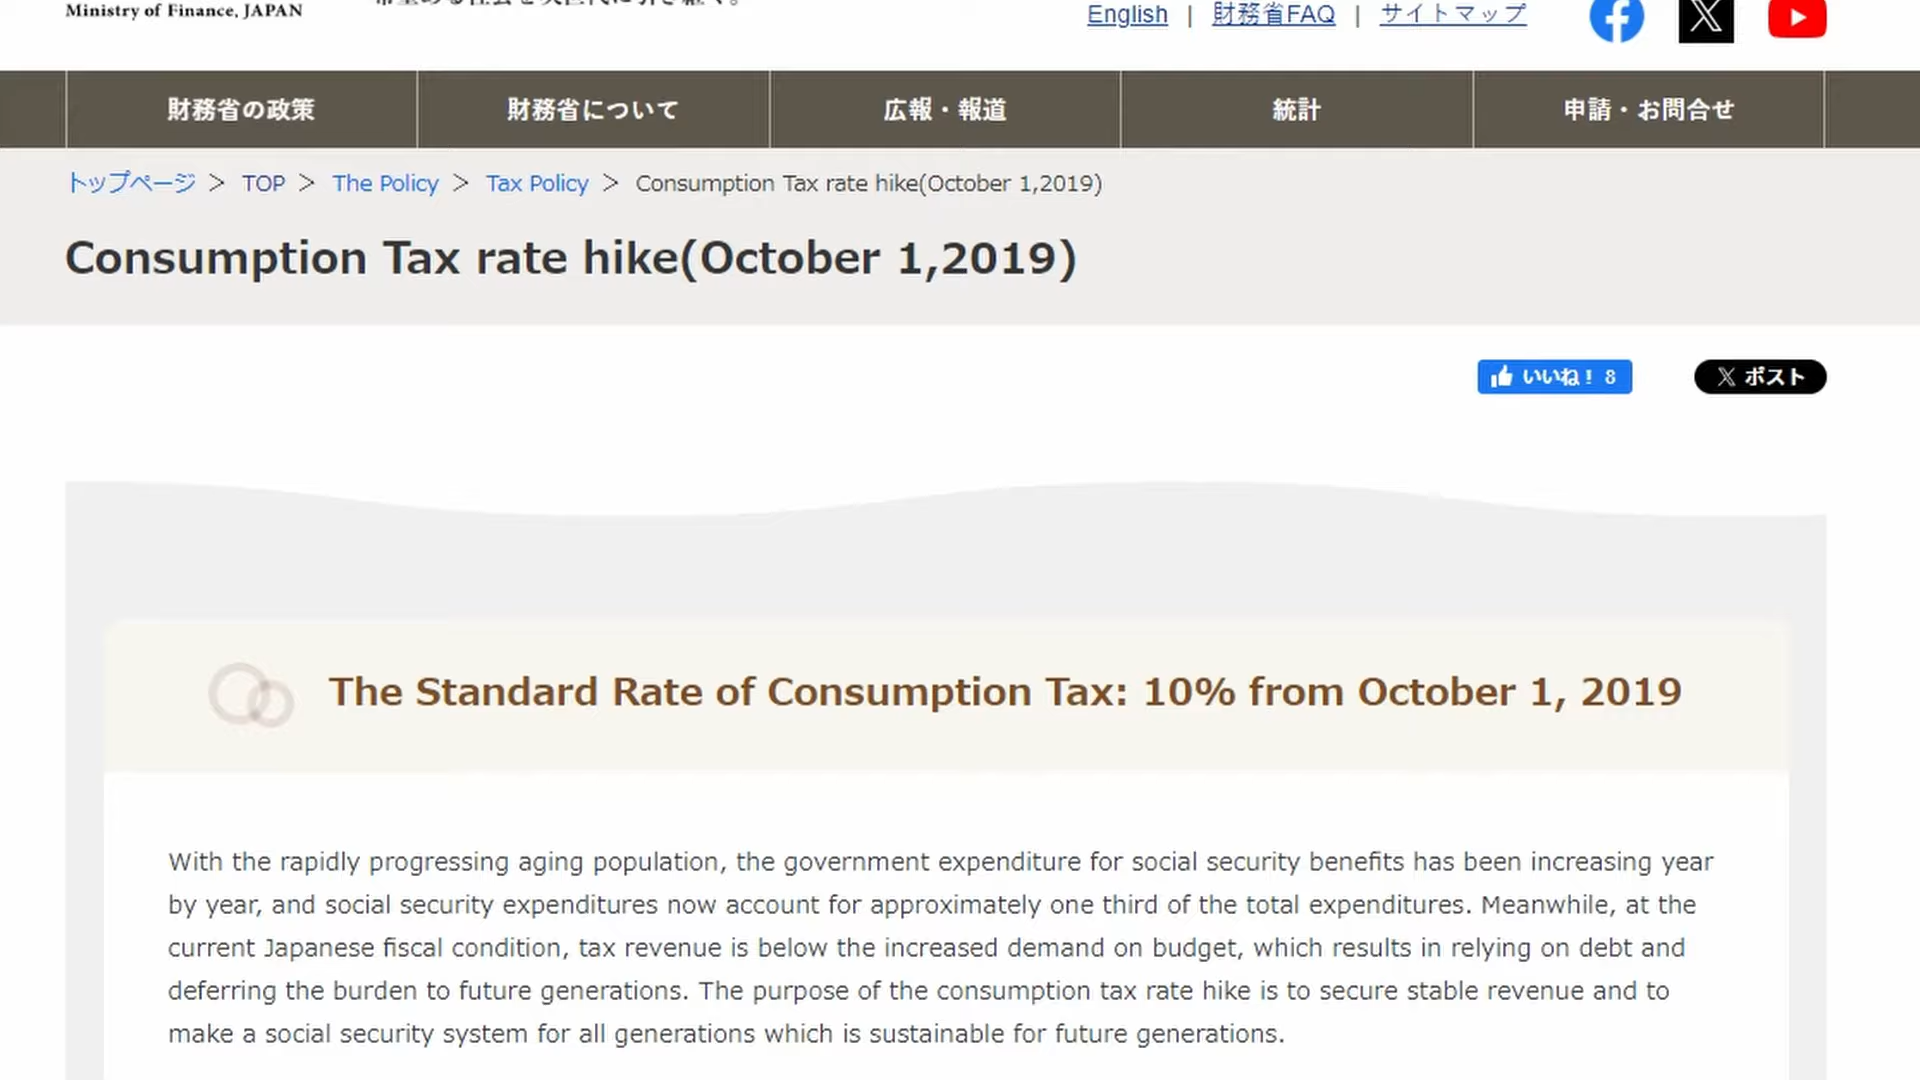 Ministry of Finance, JAPAN
English | 財務省FAQ | サイトマップ
財務省の政策 財務省について 広報・報道 統計 申請・お問合せ
トップページ > TOP > The Policy > Tax Policy > Consumption Tax rate hike(October 1,2019)
Consumption Tax rate hike(October 1,2019)
いいね! 8 ポスト
The Standard Rate of Consumption Tax: 10% from October 1, 2019
With the rapidly progressing aging population, the government expenditure for social security benefits has been increasing year
by year, and social security expenditures now account for approximately one third of the total expenditures. Meanwhile, at the
current Japanese fiscal condition, tax revenue is below the increased demand on budget, which results in relying on debt and
deferring the burden to future generations. The purpose of the consumption tax rate hike is to secure stable revenue and to
make a social security system for all generations which is sustainable for future generations.